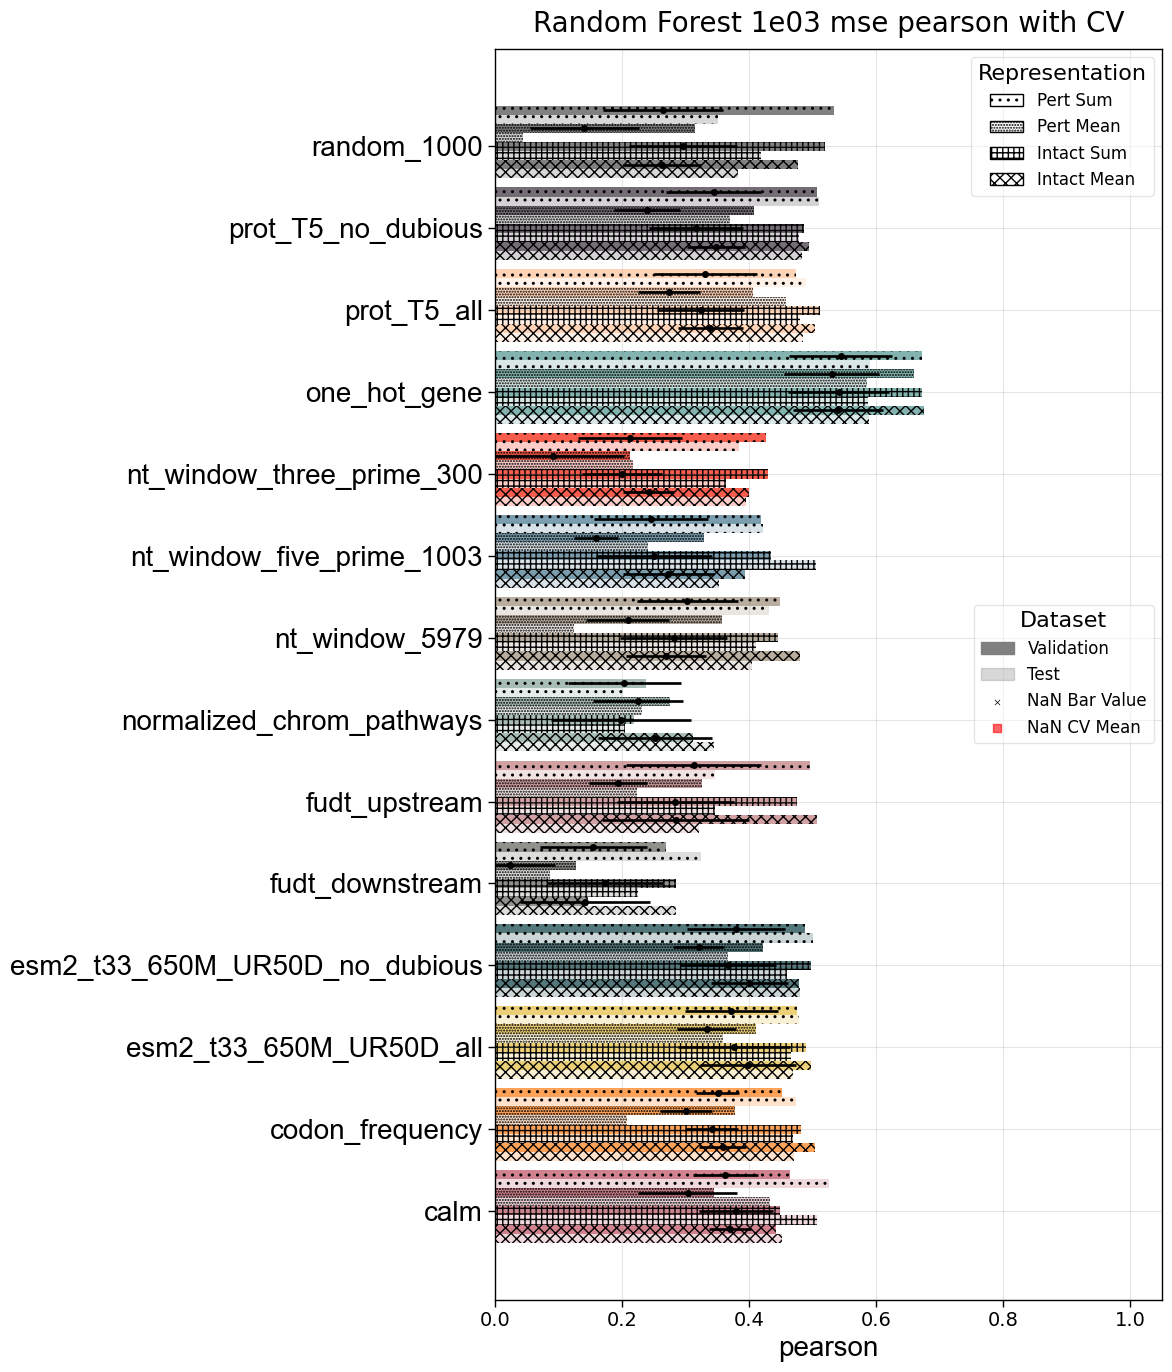 Random Forest 1e03 mse pearson with CV
Representation
Pert Sum
Pert Mean
Intact Sum
Intact Mean
random_1000
prot_T5_no_dubious
prot_T5_all
one_hot_gene
nt_window_three_prime_300
nt_window_five_prime_1003
nt_window_5979
normalized_chrom_pathways
fudt_upstream
fudt_downstream
esm2_t33_650M_UR50D_no_dubious
esm2_t33_650M_UR50D_all
codon_frequency
calm
Dataset
Validation
Test
NaN Bar Value
NaN CV Mean
0.0 0.2 0.4 0.6 0.8 1.0
pearson